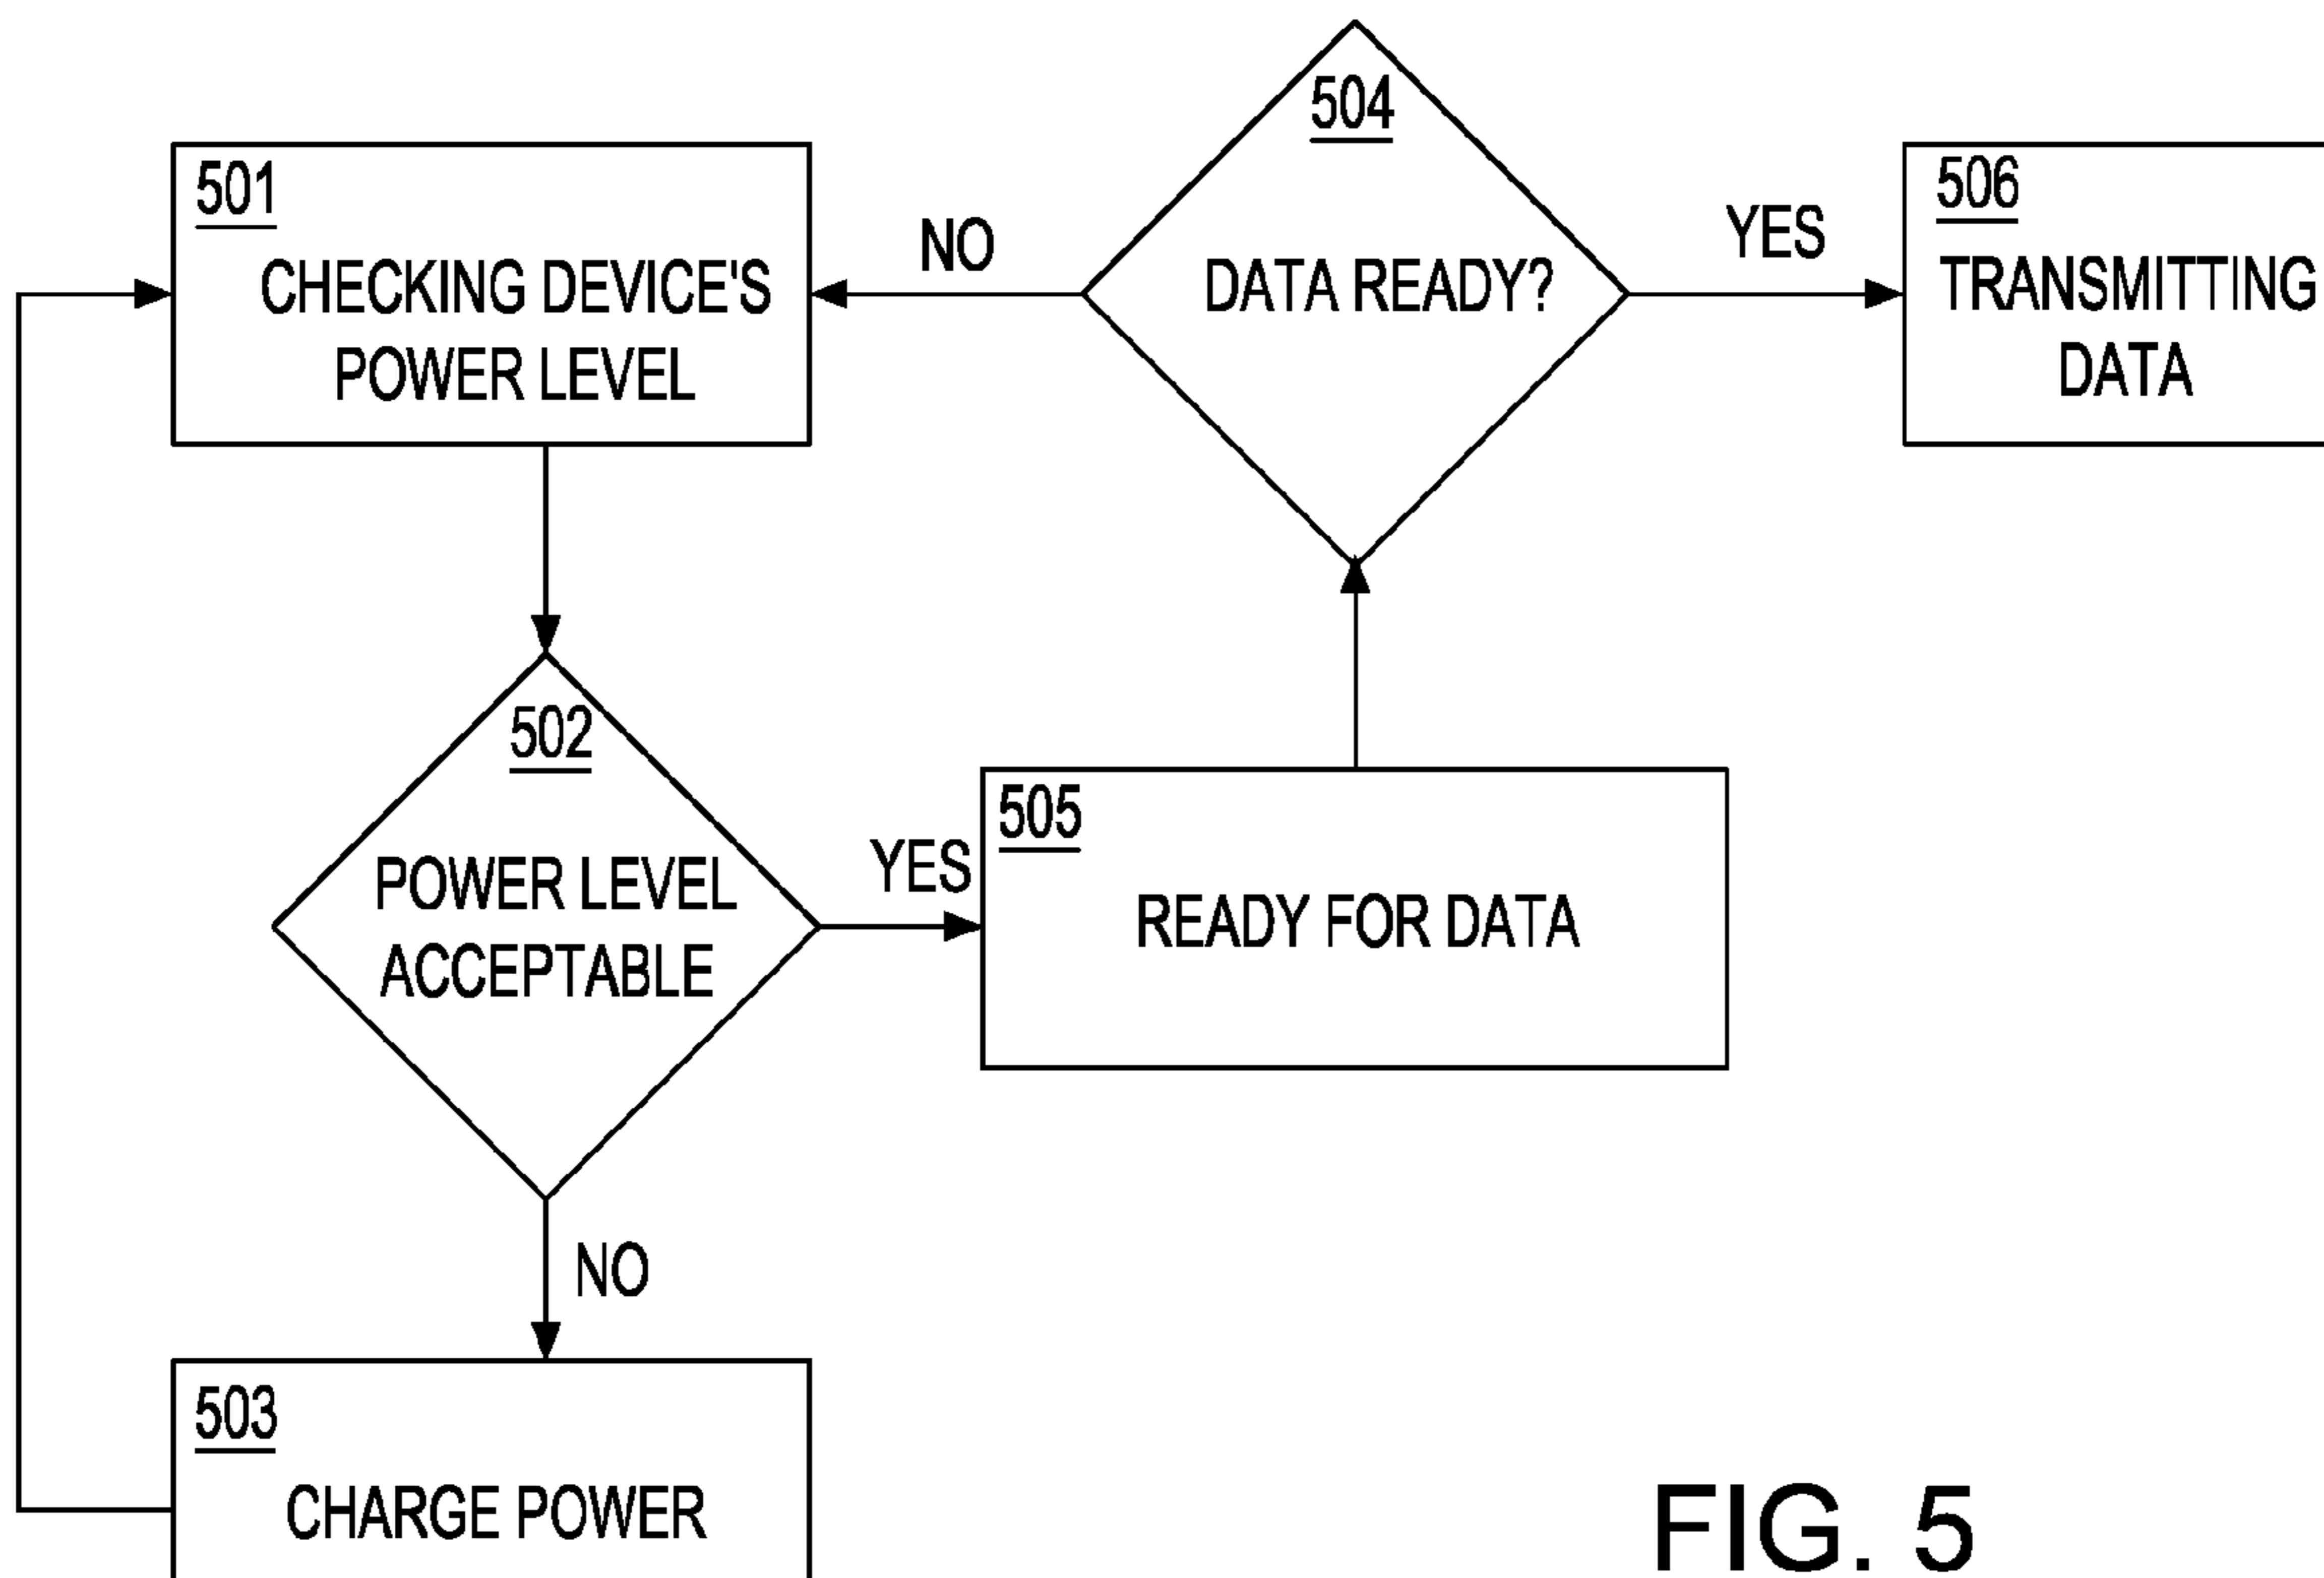 501
CHECKING DEVICE'S
POWER LEVEL
NO
504
DATA READY?
YES
506
TRANSMITTING
DATA
502
POWER LEVEL
ACCEPTABLE
YES
505
READY FOR DATA
NO
503
CHARGE POWER
FIG. 5